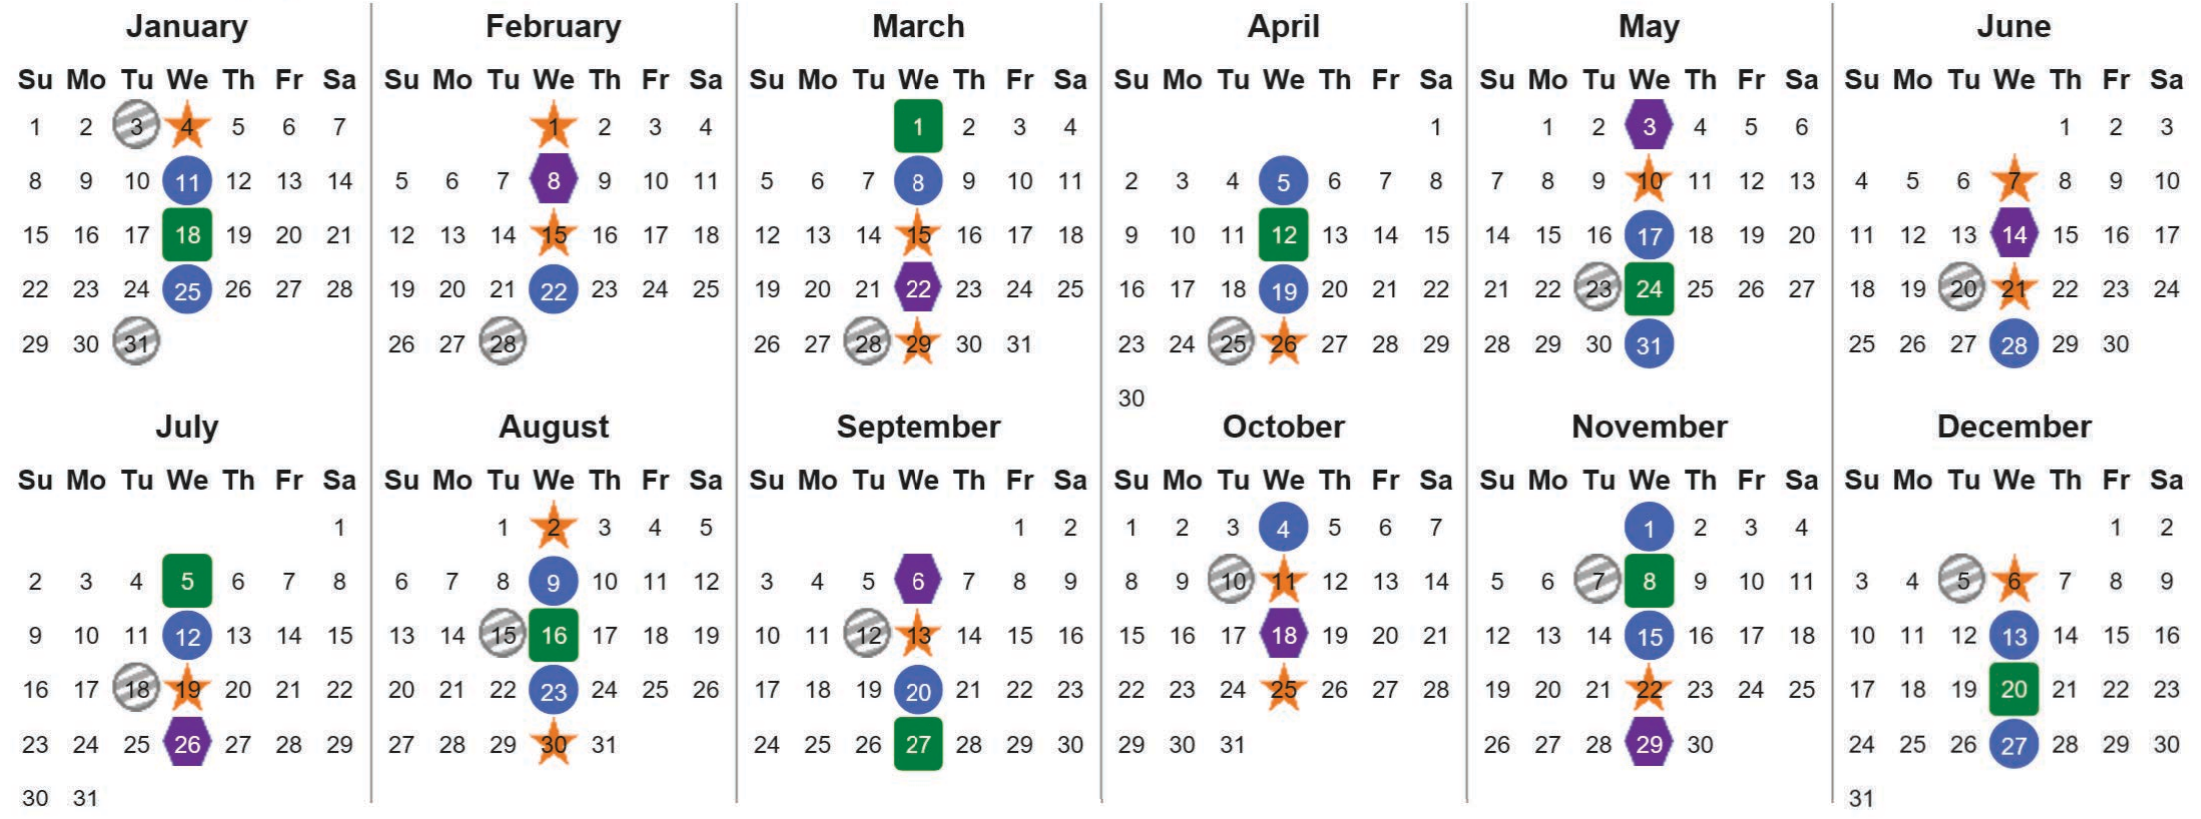 January February March April May June
Su Mo Tu We Th Fr Sa Su Mo Tu We Th Fr Sa Su Mo Tu We Th Fr Sa Su Mo Tu We Th Fr Sa Su Mo Tu We Th Fr Sa Su Mo Tu We Th Fr Sa
1 2 3 4 5 6 7 1 2 3 4 1 2 3 4 1 1 2 3 4 5 6 1 2 3
8 9 10 11 12 13 14 5 6 7 8 9 10 11 5 6 7 8 9 10 11 2 3 4 5 6 7 8 7 8 9 10 11 12 13 4 5 6 7 8 9 10
15 16 17 18 19 20 21 12 13 14 15 16 17 18 12 13 14 15 16 17 18 9 10 11 12 13 14 15 14 15 16 17 18 19 20 11 12 13 14 15 16 17
22 23 24 25 26 27 28 19 20 21 22 23 24 25 19 20 21 22 23 24 25 16 17 18 19 20 21 22 21 22 23 24 25 26 27 18 19 20 21 22 23 24
29 30 31 26 27 28 26 27 28 29 30 31 23 24 25 26 27 28 29 28 29 30 31 25 26 27 28 29 30
30
July August September October November December
Su Mo Tu We Th Fr Sa Su Mo Tu We Th Fr Sa Su Mo Tu We Th Fr Sa Su Mo Tu We Th Fr Sa Su Mo Tu We Th Fr Sa Su Mo Tu We Th Fr Sa
1 1 2 3 4 5 1 2 1 2 3 4 5 6 7 1 2 3 4 1 2
2 3 4 5 6 7 8 6 7 8 9 10 11 12 3 4 5 6 7 8 9 8 9 10 11 12 13 14 5 6 7 8 9 10 11 3 4 5 6 7 8 9
9 10 11 12 13 14 15 13 14 15 16 17 18 19 10 11 12 13 14 15 16 15 16 17 18 19 20 21 12 13 14 15 16 17 18 10 11 12 13 14 15 16
16 17 18 19 20 21 22 20 21 22 23 24 25 26 17 18 19 20 21 22 23 22 23 24 25 26 27 28 19 20 21 22 23 24 25 17 18 19 20 21 22 23
23 24 25 26 27 28 29 27 28 29 30 31 24 25 26 27 28 29 30 29 30 31 26 27 28 29 30 24 25 26 27 28 29 30
30 31 31